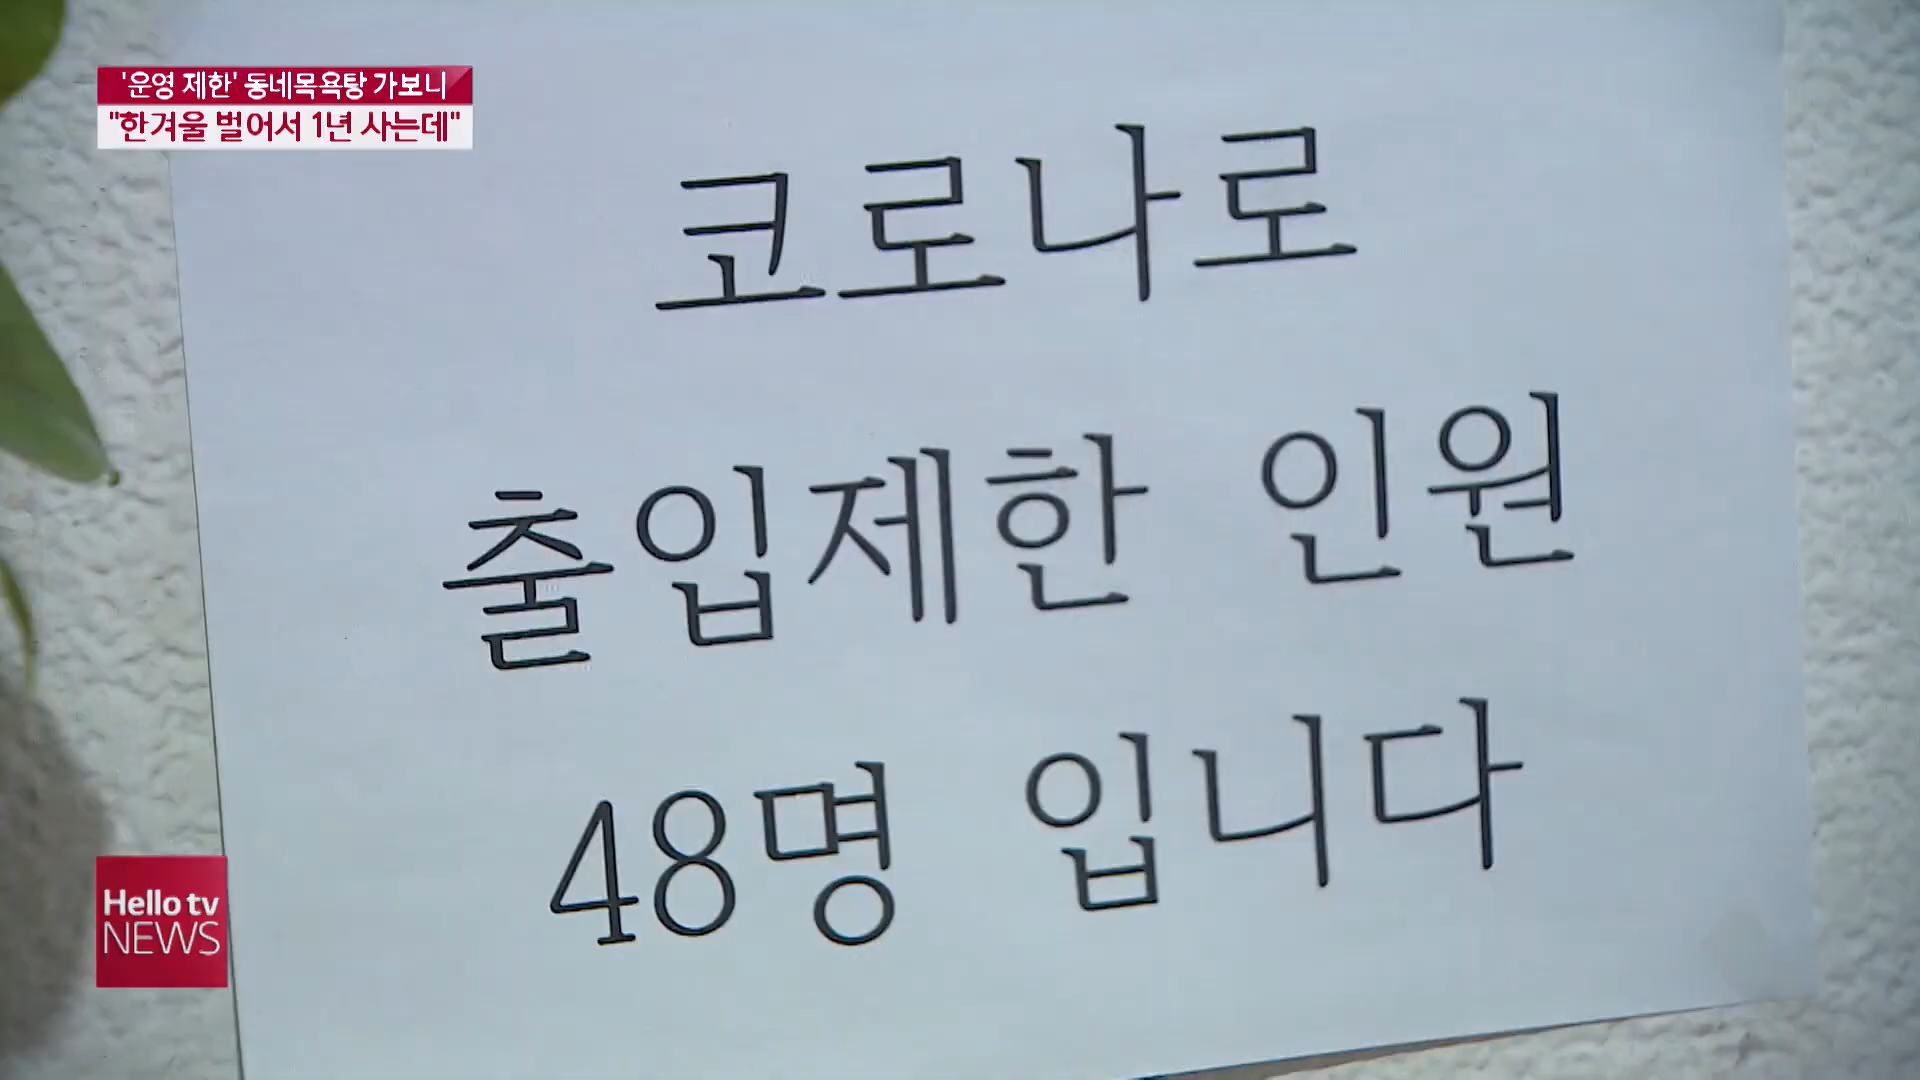 '운영 제한' 동네목욕탕 가보니
"한겨울 벌어서 1년 사는데"
코로나로
출입제한 인원
48명 입니다
Hello tv
NEWS